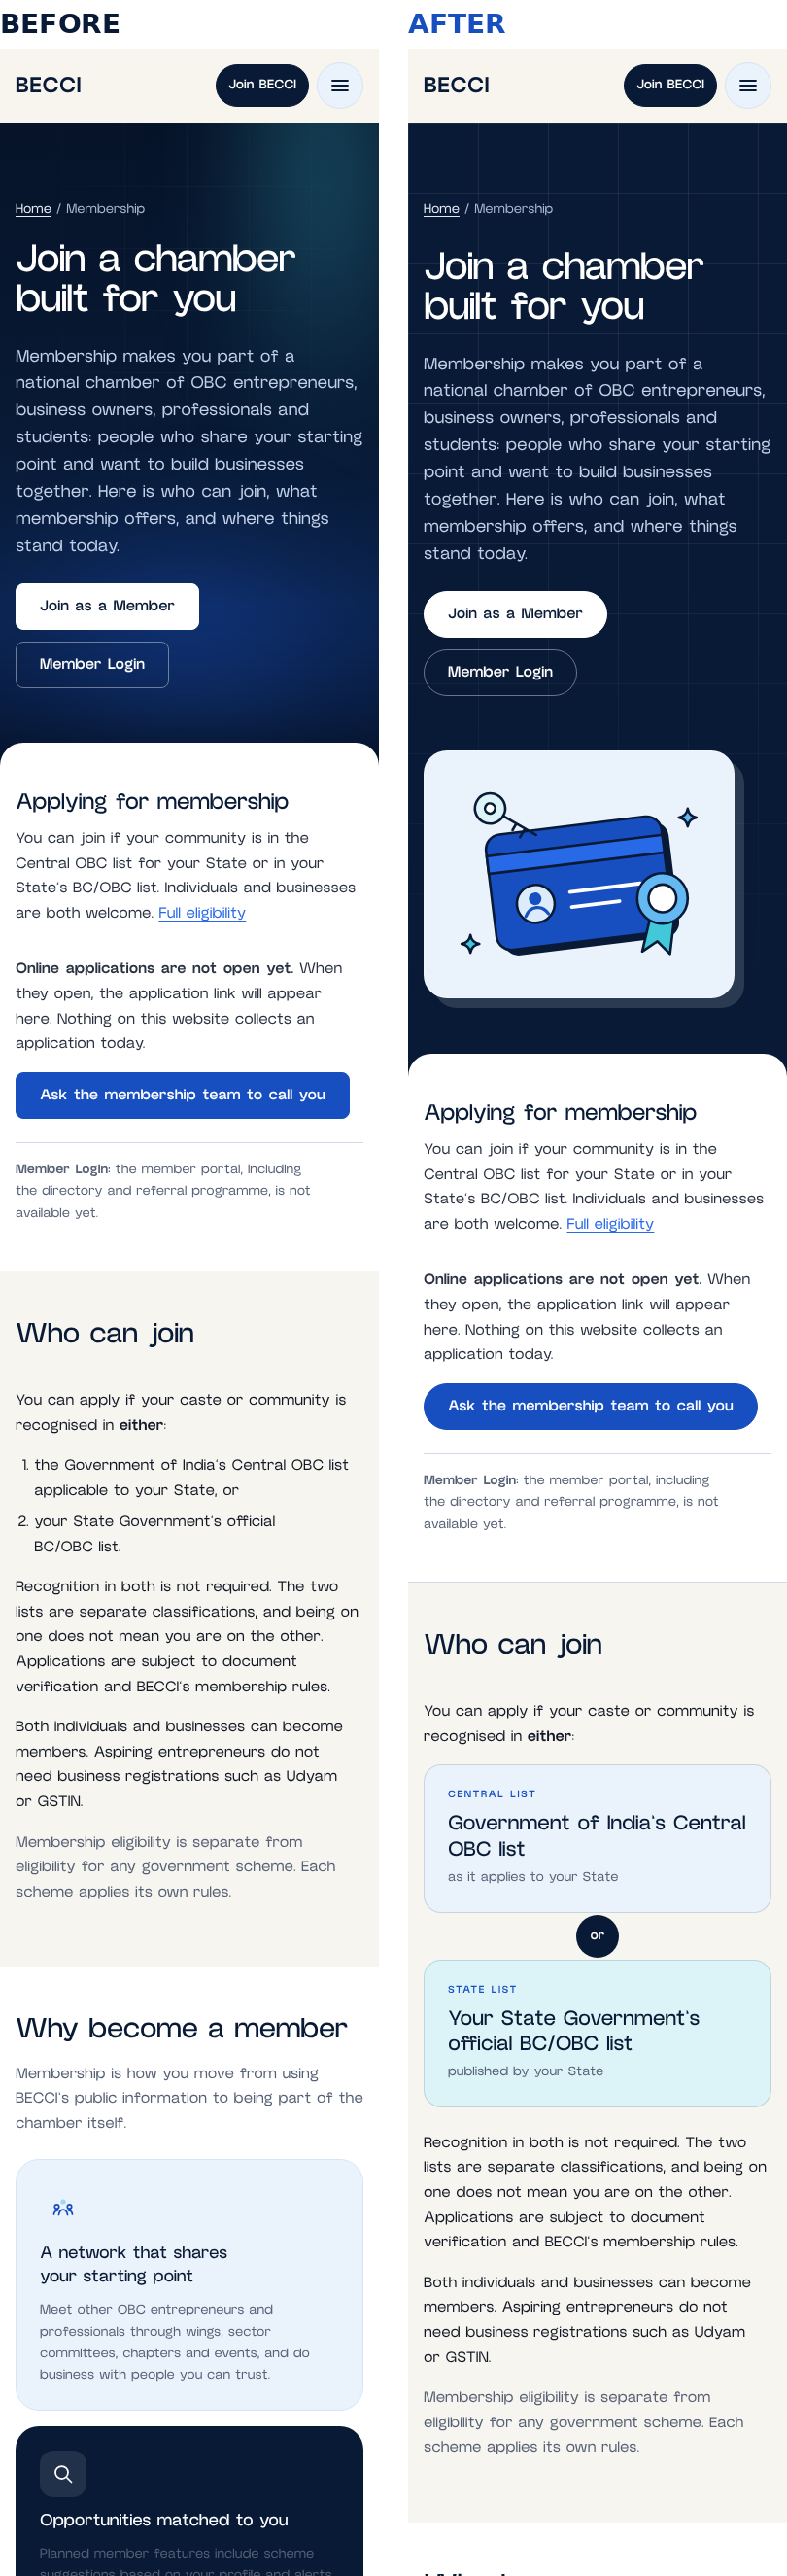 BEFORE
BECCI
Join BECCI
Home / Membership
Join a chamber
built for you
Membership makes you part of a
national chamber of OBC entrepreneurs,
business owners, professionals and
students: people who share your starting
point and want to build businesses
together. Here is who can join, what
membership offers, and where things
stand today.
Join as a Member
Member Login
Applying for membership
You can join if your community is in the
Central OBC list for your State or in your
State's BC/OBC list. Individuals and businesses
are both welcome. Full eligibility
Online applications are not open yet. When
they open, the application link will appear
here. Nothing on this website collects an
application today.
Ask the membership team to call you
Member Login: the member portal, including
the directory and referral programme, is not
available yet.
Who can join
You can apply if your caste or community is
recognised in either:
1. the Government of India's Central OBC list
applicable to your State, or
2. your State Government's official
BC/OBC list.
Recognition in both is not required. The two
lists are separate classifications, and being on
one does not mean you are on the other.
Applications are subject to document
verification and BECCI's membership rules.
Both individuals and businesses can become
members. Aspiring entrepreneurs do not
need business registrations such as Udyam
or GSTIN.
Membership eligibility is separate from
eligibility for any government scheme. Each
scheme applies its own rules.
Why become a member
Membership is how you move from using
BECCI's public information to being part of the
chamber itself.
A network that shares
your starting point
Meet other OBC entrepreneurs and
professionals through wings, sector
committees, chapters and events, and do
business with people you can trust.
Opportunities matched to you
Planned member features include scheme
suggestions based on your profile and alerts
AFTER
BECCI
Join BECCI
Home / Membership
Join a chamber
built for you
Membership makes you part of a
national chamber of OBC entrepreneurs,
business owners, professionals and
students: people who share your starting
point and want to build businesses
together. Here is who can join, what
membership offers, and where things
stand today.
Join as a Member
Member Login
Applying for membership
You can join if your community is in the
Central OBC list for your State or in your
State's BC/OBC list. Individuals and businesses
are both welcome. Full eligibility
Online applications are not open yet. When
they open, the application link will appear
here. Nothing on this website collects an
application today.
Ask the membership team to call you
Member Login: the member portal, including
the directory and referral programme, is not
available yet.
Who can join
You can apply if your caste or community is
recognised in either:
CENTRAL LIST
Government of India's Central
OBC list
as it applies to your State
or
STATE LIST
Your State Government's
official BC/OBC list
published by your State
Recognition in both is not required. The two
lists are separate classifications, and being on
one does not mean you are on the other.
Applications are subject to document
verification and BECCI's membership rules.
Both individuals and businesses can become
members. Aspiring entrepreneurs do not
need business registrations such as Udyam
or GSTIN.
Membership eligibility is separate from
eligibility for any government scheme. Each
scheme applies its own rules.